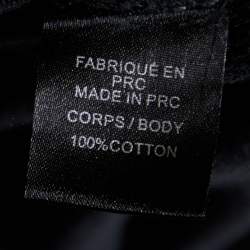 FABRIQUÉ EN
PRC
MADE IN PRC
CORPS/BODY
100%COTTON